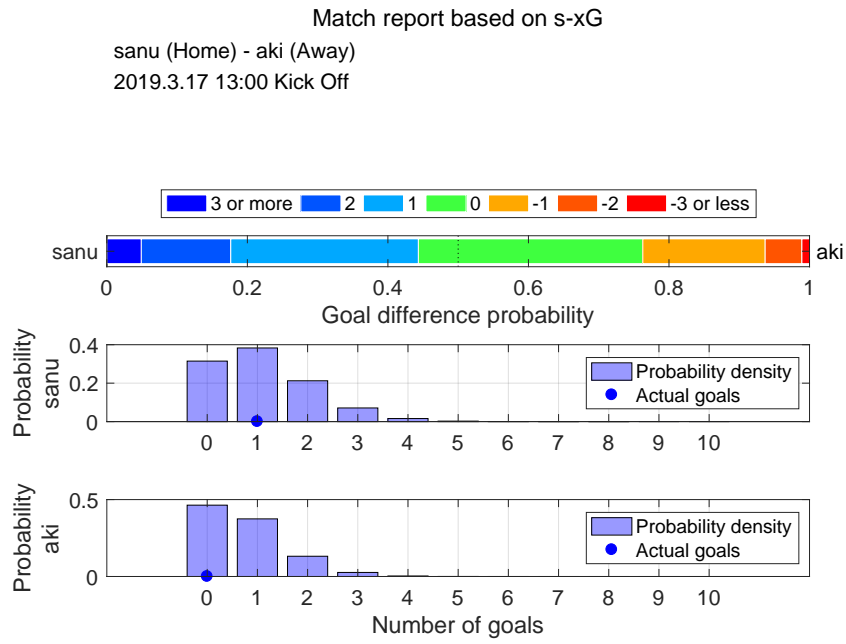 Match report based on s-xG
sanu (Home) - aki (Away)
2019.3.17 13:00 Kick Off
3 or more 2 1 0 -1 -2 -3 or less
sanu aki
0 0.2 0.4 0.6 0.8 1
Goal difference probability
Probability
sanu
0.4
0.2
0
Probability density
Actual goals
0 1 2 3 4 5 6 7 8 9 10
Probability
aki
0.5
0
Probability density
Actual goals
0 1 2 3 4 5 6 7 8 9 10
Number of goals